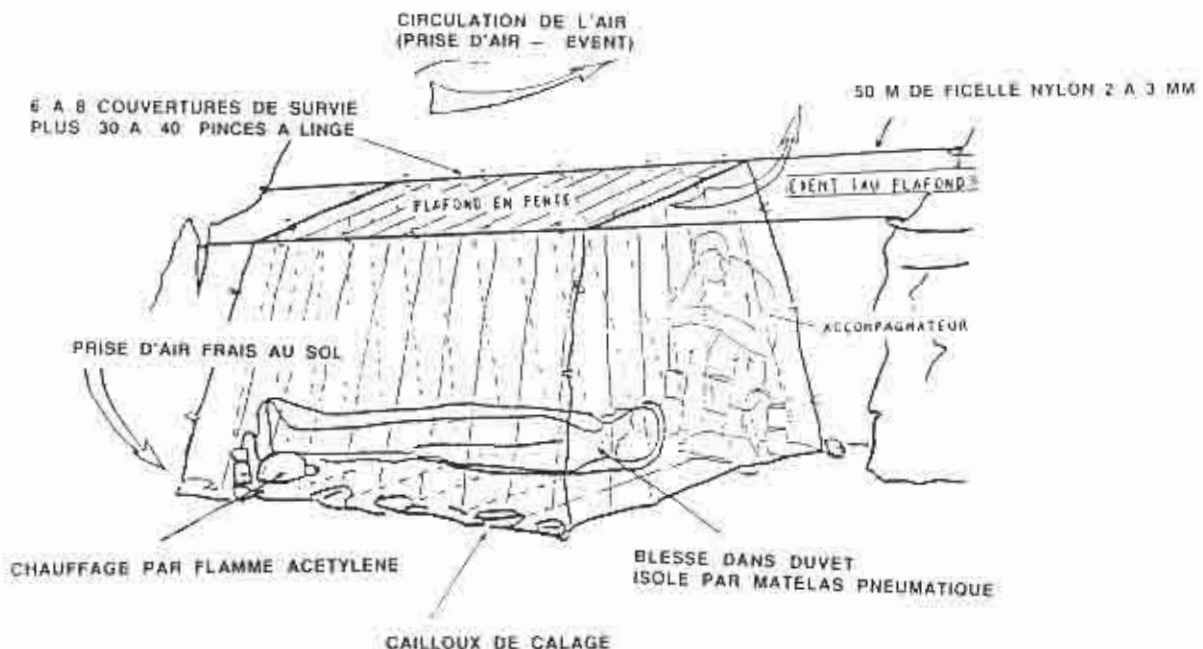 CIRCULATION DE L'AIR
(PRISE D'AIR — EVENT)
6 A 8 COUVERTURES DE SURVIE
PLUS 30 A 40 PINCES A LINGE
50 M DE FICELLE NYLON 2 A 3 MM
PLAFOND EN PENTE
EVENT (AU PLAFOND)
ACCOMPAGNATEUR
PRISE D'AIR FRAIS AU SOL
CHAUFFAGE PAR FLAMME ACETYLENE
BLESSE DANS DUVET
ISOLE PAR MATELAS PNEUMATIQUE
CAILLOUX DE CALAGE